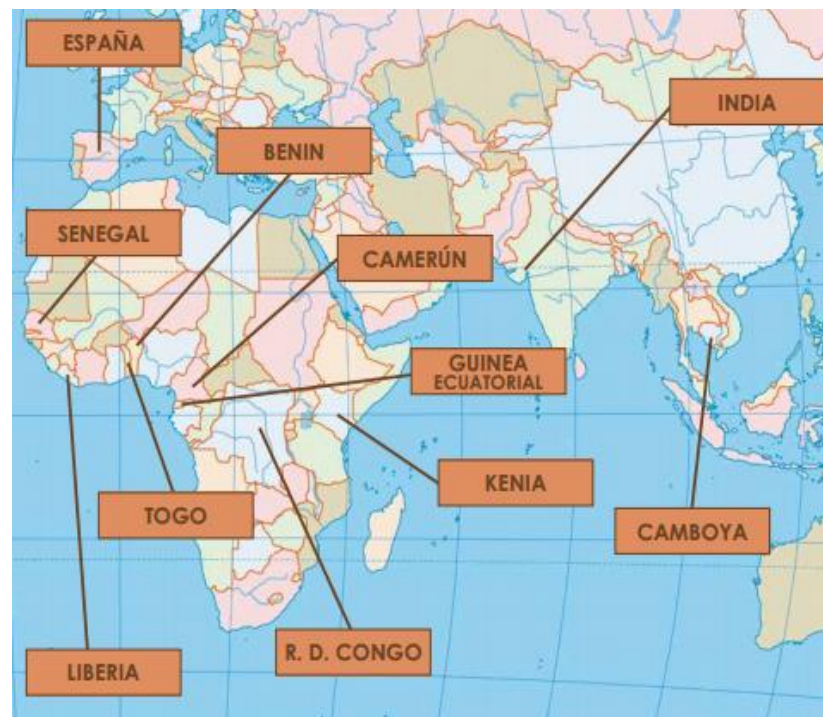 ESPAÑA
INDIA
BENIN
SENEGAL
CAMERÚN
GUINEA
ECUATORIAL
KENIA
TOGO
CAMBOYA
R. D. CONGO
LIBERIA